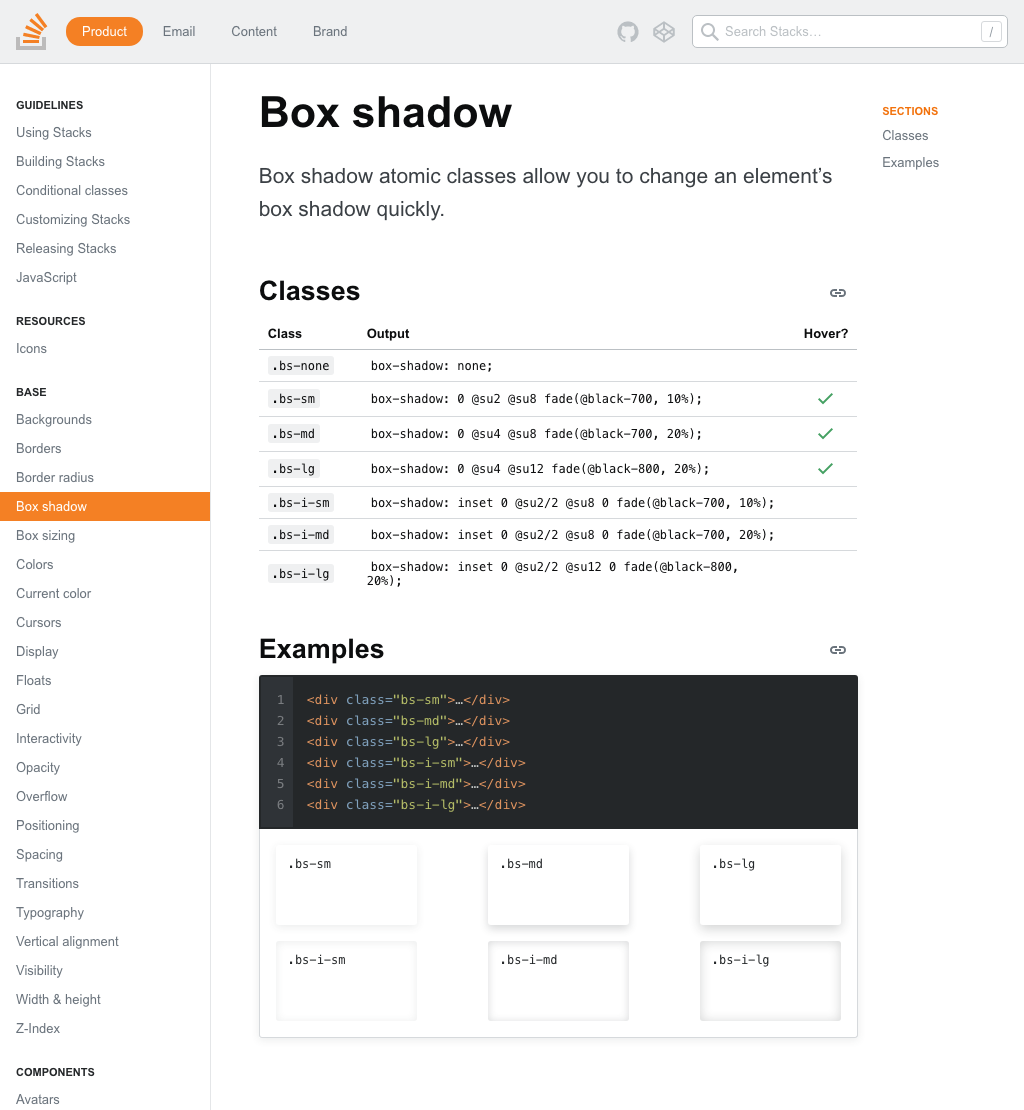 Product Email Content Brand Search Stacks… /
GUIDELINES
Using Stacks
Building Stacks
Conditional classes
Customizing Stacks
Releasing Stacks
JavaScript
RESOURCES
Icons
BASE
Backgrounds
Borders
Border radius
Box shadow
Box sizing
Colors
Current color
Cursors
Display
Floats
Grid
Interactivity
Opacity
Overflow
Positioning
Spacing
Transitions
Typography
Vertical alignment
Visibility
Width & height
Z-Index
COMPONENTS
Avatars
Box shadow
Box shadow atomic classes allow you to change an element’s
box shadow quickly.
Classes
Class Output Hover?
.bs-none box-shadow: none;
.bs-sm box-shadow: 0 @su2 @su8 fade(@black-700, 10%);
.bs-md box-shadow: 0 @su4 @su8 fade(@black-700, 20%);
.bs-lg box-shadow: 0 @su4 @su12 fade(@black-800, 20%);
.bs-i-sm box-shadow: inset 0 @su2/2 @su8 0 fade(@black-700, 10%);
.bs-i-md box-shadow: inset 0 @su2/2 @su8 0 fade(@black-700, 20%);
.bs-i-lg box-shadow: inset 0 @su2/2 @su12 0 fade(@black-800,
20%);
Examples
1 <div class="bs-sm">…</div>
2 <div class="bs-md">…</div>
3 <div class="bs-lg">…</div>
4 <div class="bs-i-sm">…</div>
5 <div class="bs-i-md">…</div>
6 <div class="bs-i-lg">…</div>
.bs-sm .bs-md .bs-lg
.bs-i-sm .bs-i-md .bs-i-lg
SECTIONS
Classes
Examples